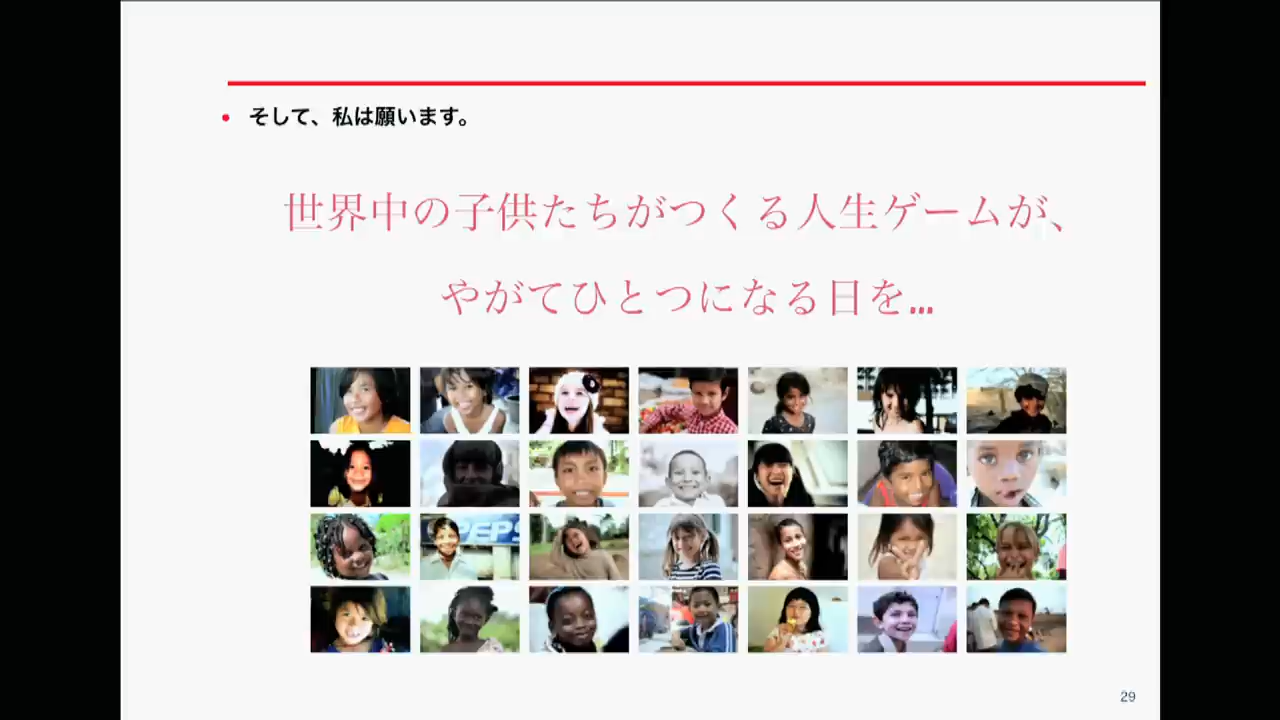 そして、私は願います。
世界中の子供たちがつくる人生ゲームが、
やがてひとつになる日を...
PEPS
29